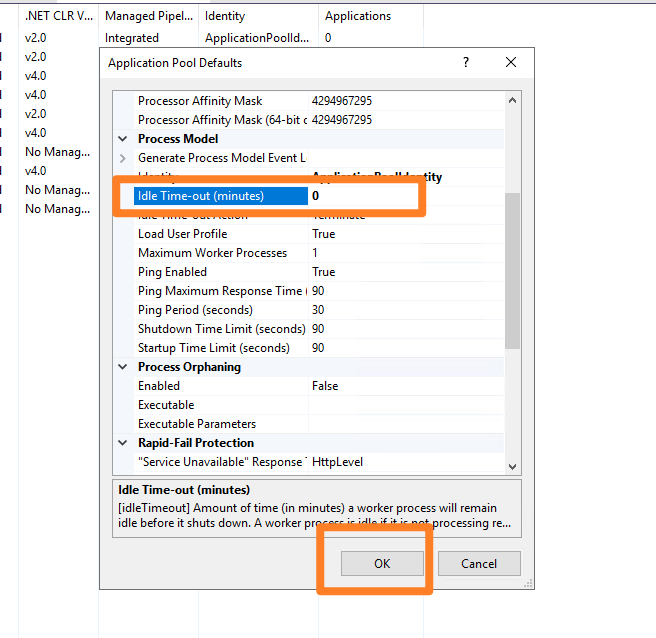 .NET CLR V... Managed Pipel... Identity Applications
v2.0 Integrated ApplicationPoolId... 0
v2.0
v4.0
v4.0
v2.0
v4.0
No Manag...
v4.0
No Manag...
No Manag...
Application Pool Defaults ?
Processor Affinity Mask 4294967295
Processor Affinity Mask (64-bit c 4294967295
Process Model
Generate Process Model Event L
Identity ApplicationPoolIdentity
Idle Time-out (minutes) 0
Idle Time-out Action Terminate
Load User Profile True
Maximum Worker Processes 1
Ping Enabled True
Ping Maximum Response Time ( 90
Ping Period (seconds) 30
Shutdown Time Limit (seconds) 90
Startup Time Limit (seconds) 90
Process Orphaning
Enabled False
Executable
Executable Parameters
Rapid-Fail Protection
"Service Unavailable" Response HttpLevel
Idle Time-out (minutes)
[idleTimeout] Amount of time (in minutes) a worker process will remain
idle before it shuts down. A worker process is idle if it is not processing re...
OK Cancel